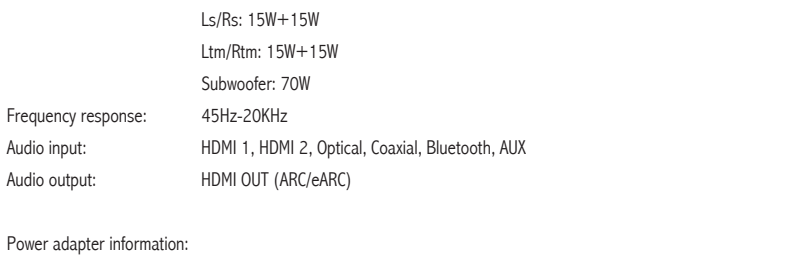 Ls/Rs: 15W+15W
Ltm/Rtm: 15W+15W
Subwoofer: 70W
Frequency response: 45Hz-20KHz
Audio input: HDMI 1, HDMI 2, Optical, Coaxial, Bluetooth, AUX
Audio output: HDMI OUT (ARC/eARC)
Power adapter information: